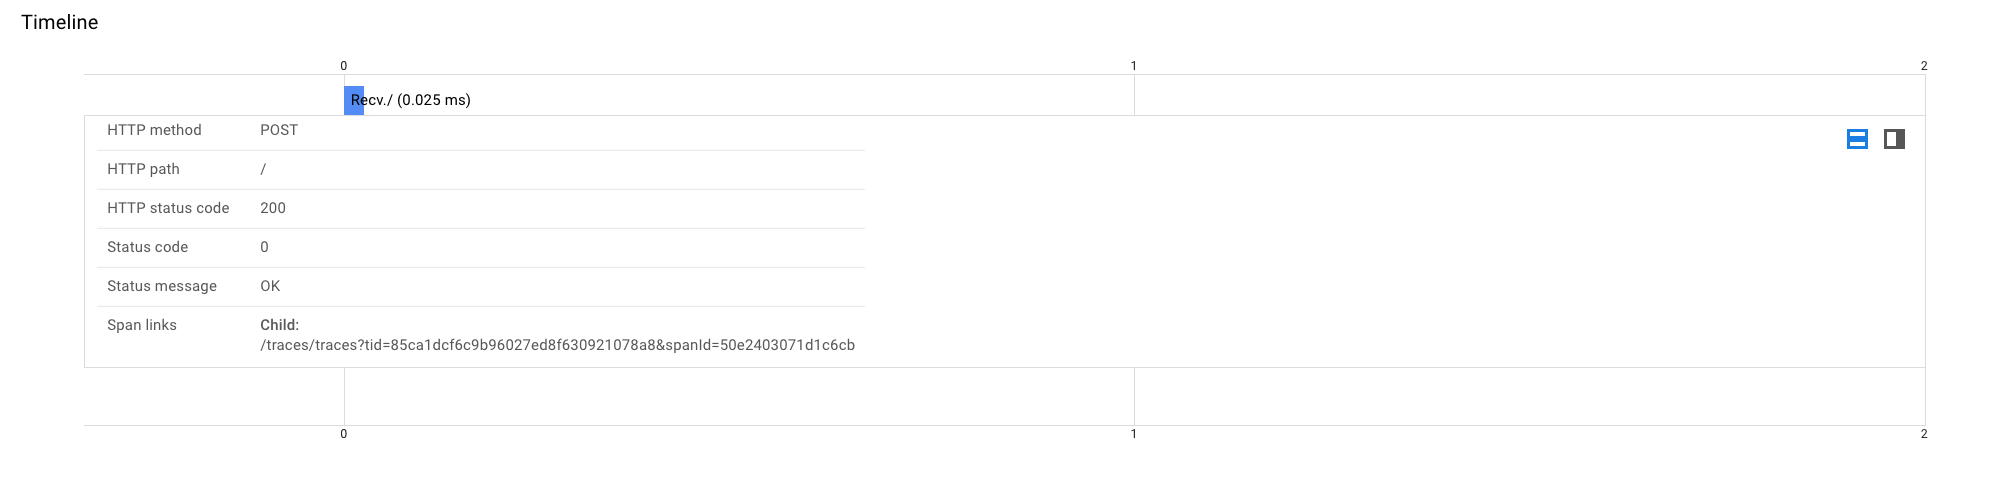 Timeline
0 1 2
Recv./ (0.025 ms)
HTTP method POST
HTTP path /
HTTP status code 200
Status code 0
Status message OK
Span links Child:
/traces/traces?tid=85ca1dcf6c9b96027ed8f630921078a8&spanId=50e2403071d1c6cb
0 1 2